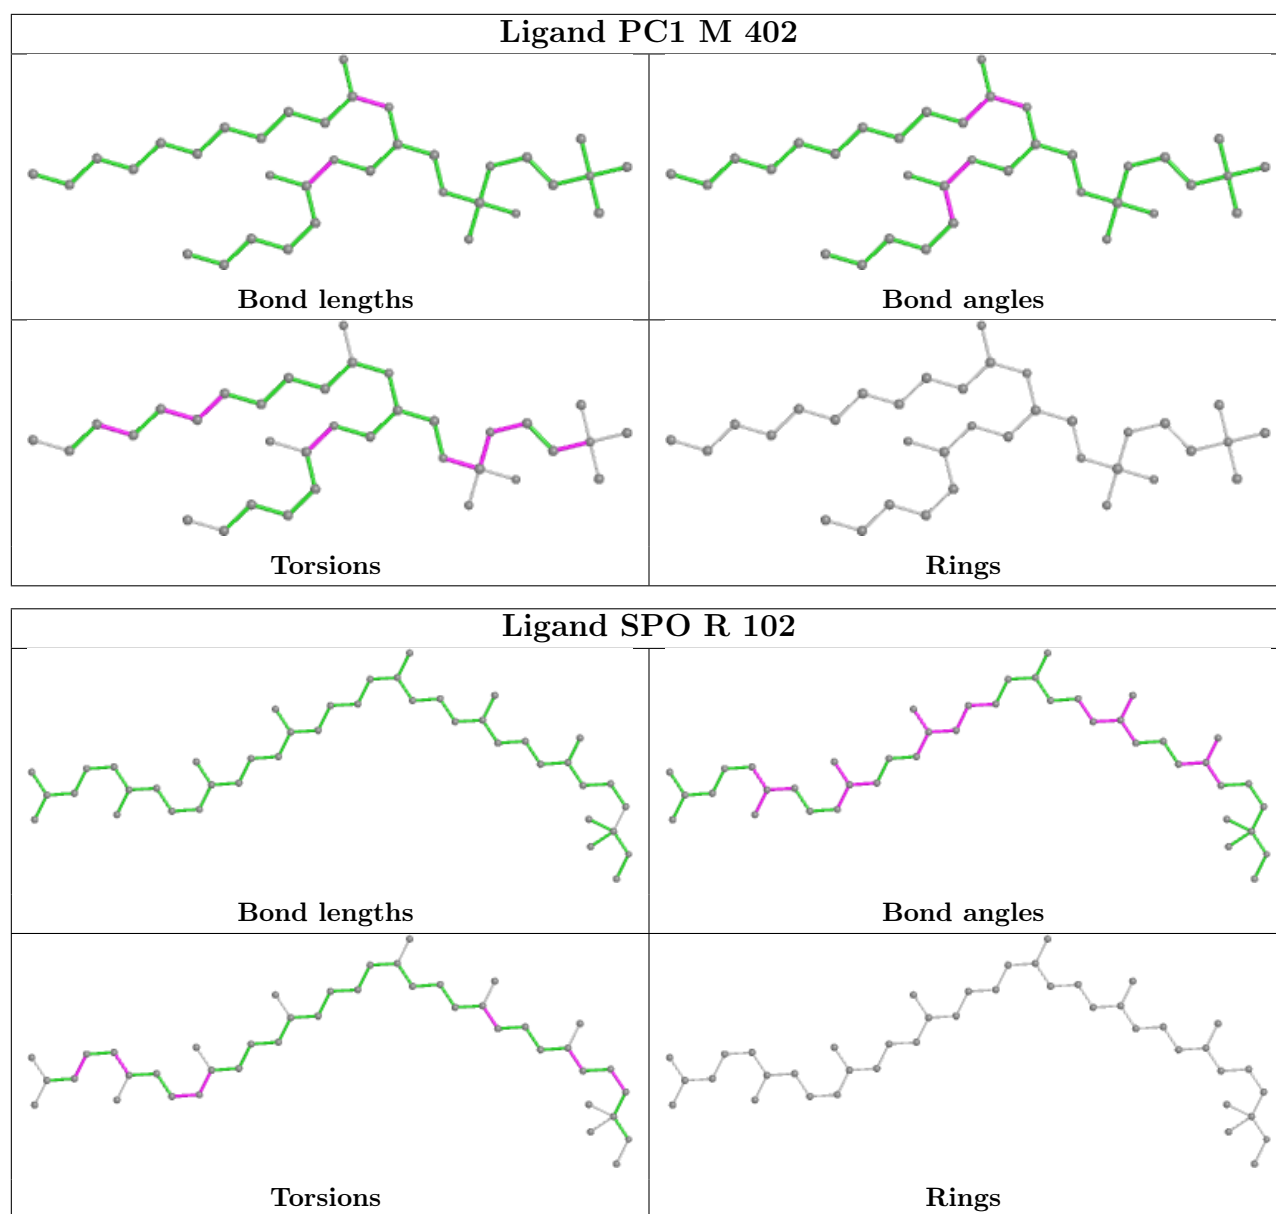 Ligand PC1 M 402
Bond lengths
Bond angles
Torsions
Rings
Ligand SPO R 102
Bond lengths
Bond angles
Torsions
Rings